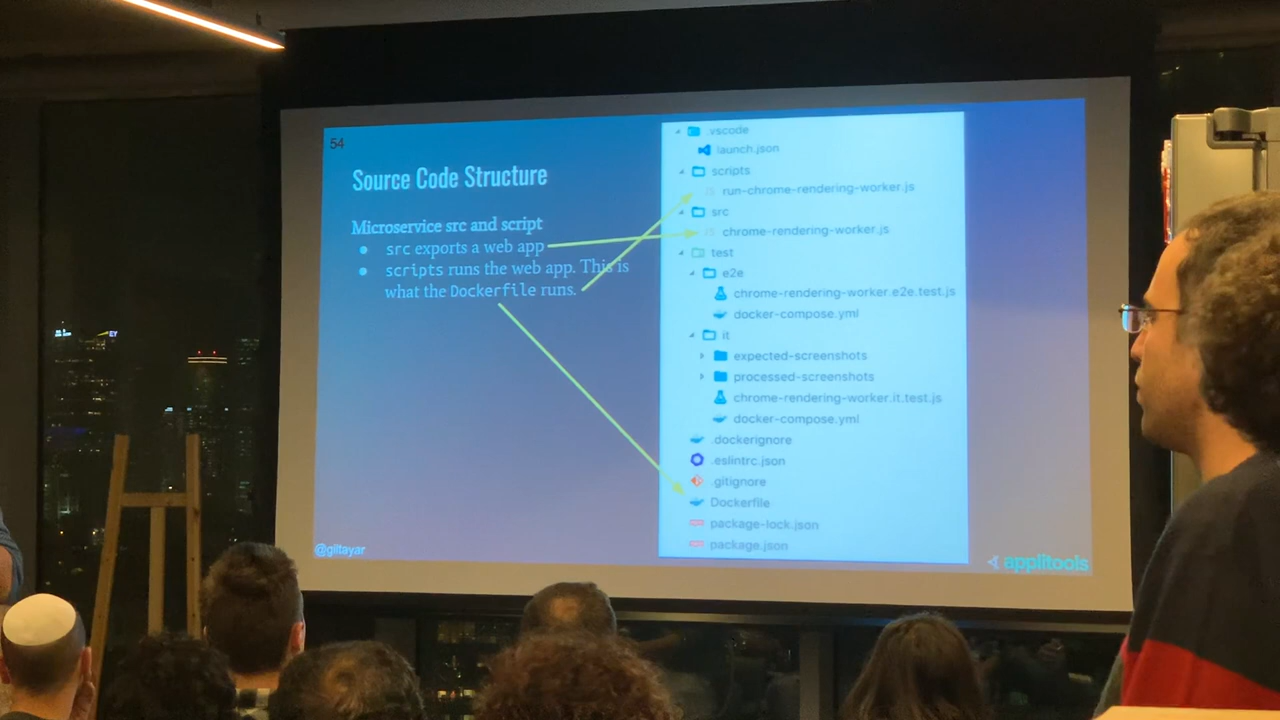 54
Source Code Structure
Microservice src and script
● src exports a web app
● scripts runs the web app. This is
what the Dockerfile runs.
.vscode
launch.json
scripts
JS run-chrome-rendering-worker.js
src
JS chrome-rendering-worker.js
test
e2e
chrome-rendering-worker.e2e.test.js
docker-compose.yml
it
expected-screenshots
processed-screenshots
chrome-rendering-worker.it.test.js
docker-compose.yml
.dockerignore
.eslintrc.json
.gitignore
Dockerfile
package-lock.json
package.json
@giltayar
applitools